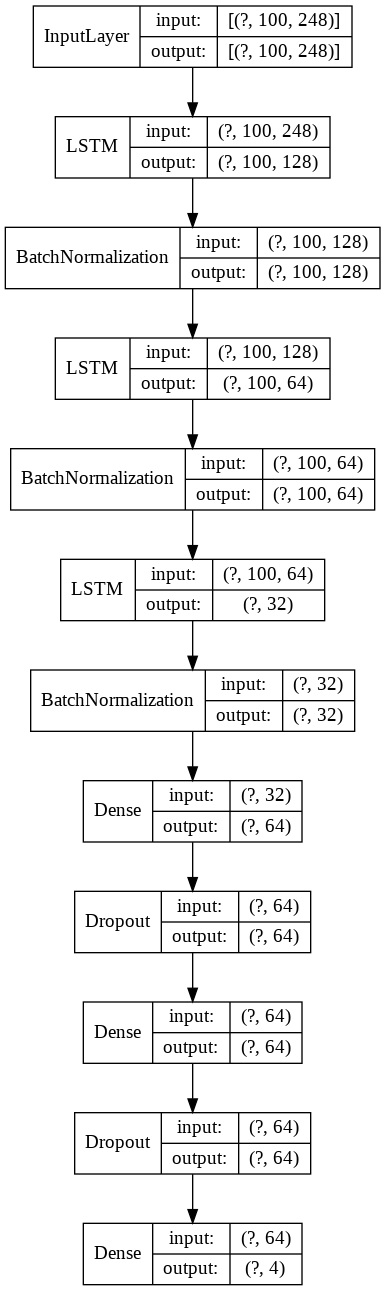 InputLayer
input: [(?, 100, 248)]
output: [(?, 100, 248)]
LSTM
input: (?, 100, 248)
output: (?, 100, 128)
BatchNormalization
input: (?, 100, 128)
output: (?, 100, 128)
LSTM
input: (?, 100, 128)
output: (?, 100, 64)
BatchNormalization
input: (?, 100, 64)
output: (?, 100, 64)
LSTM
input: (?, 100, 64)
output: (?, 32)
BatchNormalization
input: (?, 32)
output: (?, 32)
Dense
input: (?, 32)
output: (?, 64)
Dropout
input: (?, 64)
output: (?, 64)
Dense
input: (?, 64)
output: (?, 64)
Dropout
input: (?, 64)
output: (?, 64)
Dense
input: (?, 64)
output: (?, 4)